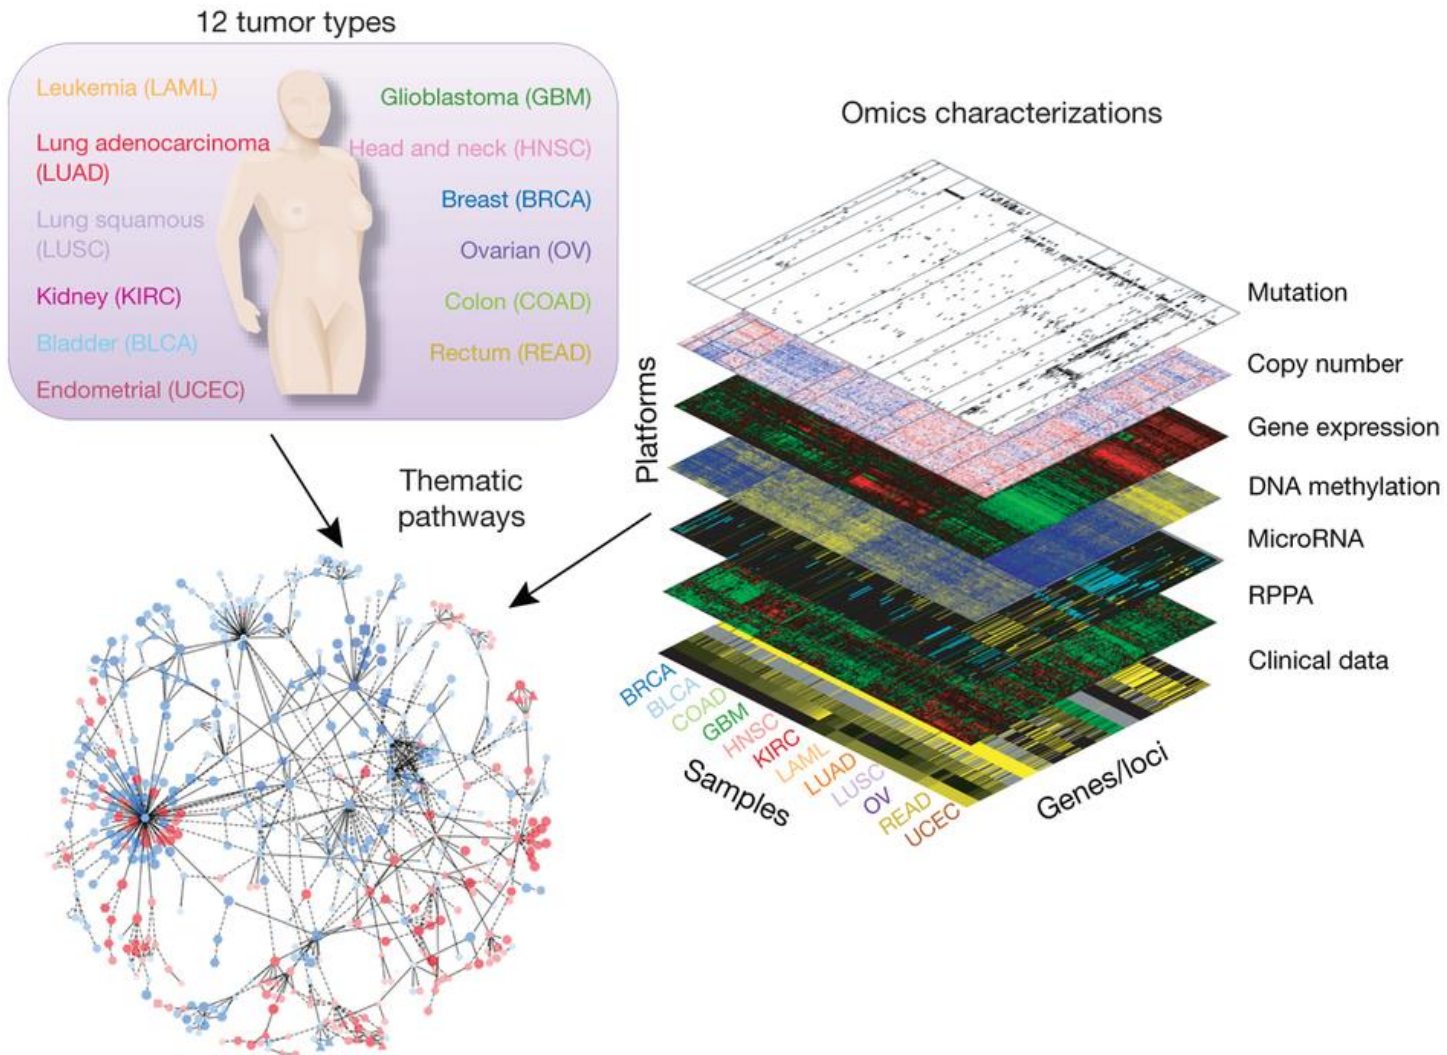 12 tumor types
Leukemia (LAML)
Lung adenocarcinoma
(LUAD)
Lung squamous
(LUSC)
Kidney (KIRC)
Bladder (BLCA)
Endometrial (UCEC)
Glioblastoma (GBM)
Head and neck (HNSC)
Breast (BRCA)
Ovarian (OV)
Colon (COAD)
Rectum (READ)
Thematic
pathways
Omics characterizations
Platforms
Mutation
Copy number
Gene expression
DNA methylation
MicroRNA
RPPA
Clinical data
BRCA
BLCA
COAD
GBM
HNSC
KIRC
LAML
LUAD
LUSC
OV
READ
UCEC
Samples
Genes/loci